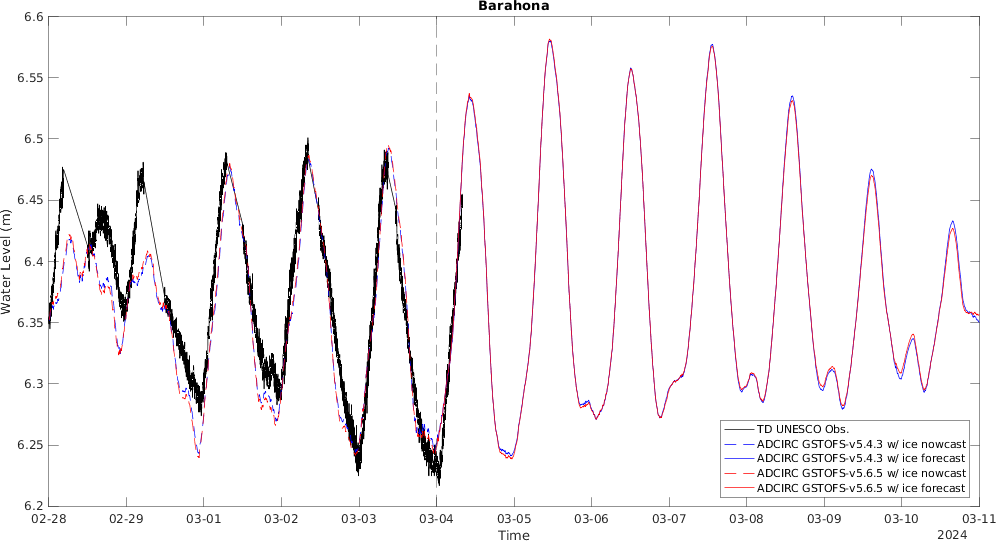 Barahona
6.6
6.55
6.5
6.45
6.4
6.35
6.3
6.25
6.2
Water Level (m)
TD UNESCO Obs.
ADCIRC GSTOFS-v5.4.3 w/ ice nowcast
ADCIRC GSTOFS-v5.4.3 w/ ice forecast
ADCIRC GSTOFS-v5.6.5 w/ ice nowcast
ADCIRC GSTOFS-v5.6.5 w/ ice forecast
02-28 02-29 03-01 03-02 03-03 03-04 03-05 03-06 03-07 03-08 03-09 03-10 03-11
Time
2024